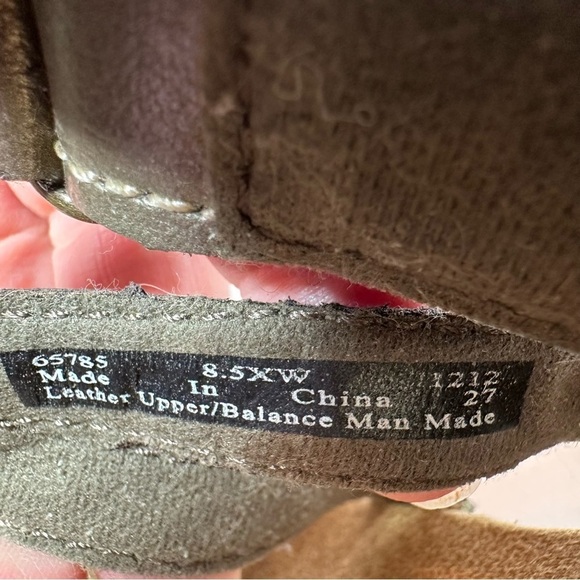 65785 8.5XW 1212
Made In China 27
Leather Upper/Balance Man Made